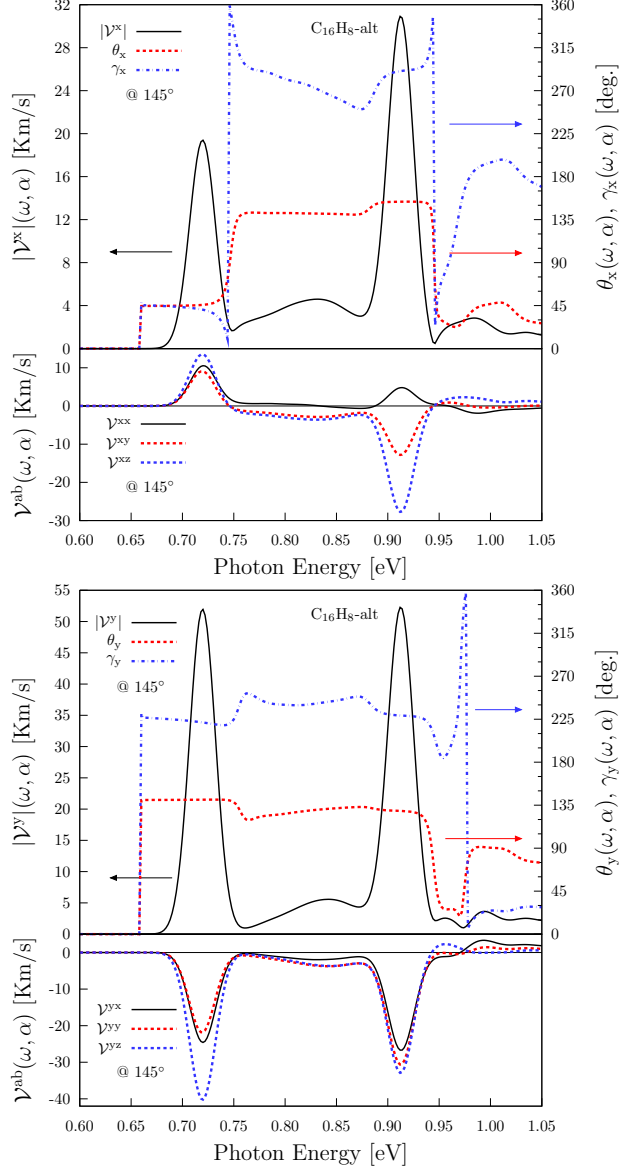 |𝒱ˣ|(ω, α) [Km/s]
θₓ(ω, α), γₓ(ω, α) [deg.]
C₁₆H₈-alt
|𝒱ˣ|
θₓ
γₓ
@ 145°
32
28
24
20
16
12
8
4
0
360
315
270
225
180
135
90
45
0
𝒱ᵃᵇ(ω, α) [Km/s]
10
0
-10
-20
-30
𝒱ˣˣ
𝒱ˣʸ
𝒱ˣᶻ
@ 145°
0.60 0.65 0.70 0.75 0.80 0.85 0.90 0.95 1.00 1.05
Photon Energy [eV]
|𝒱ʸ|(ω, α) [Km/s]
θ_y(ω, α), γ_y(ω, α) [deg.]
C₁₆H₈-alt
|𝒱ʸ|
θ_y
γ_y
@ 145°
55
50
45
40
35
30
25
20
15
10
5
0
360
315
270
225
180
135
90
45
0
𝒱ᵃᵇ(ω, α) [Km/s]
0
-10
-20
-30
-40
𝒱ʸˣ
𝒱ʸʸ
𝒱ʸᶻ
@ 145°
0.60 0.65 0.70 0.75 0.80 0.85 0.90 0.95 1.00 1.05
Photon Energy [eV]